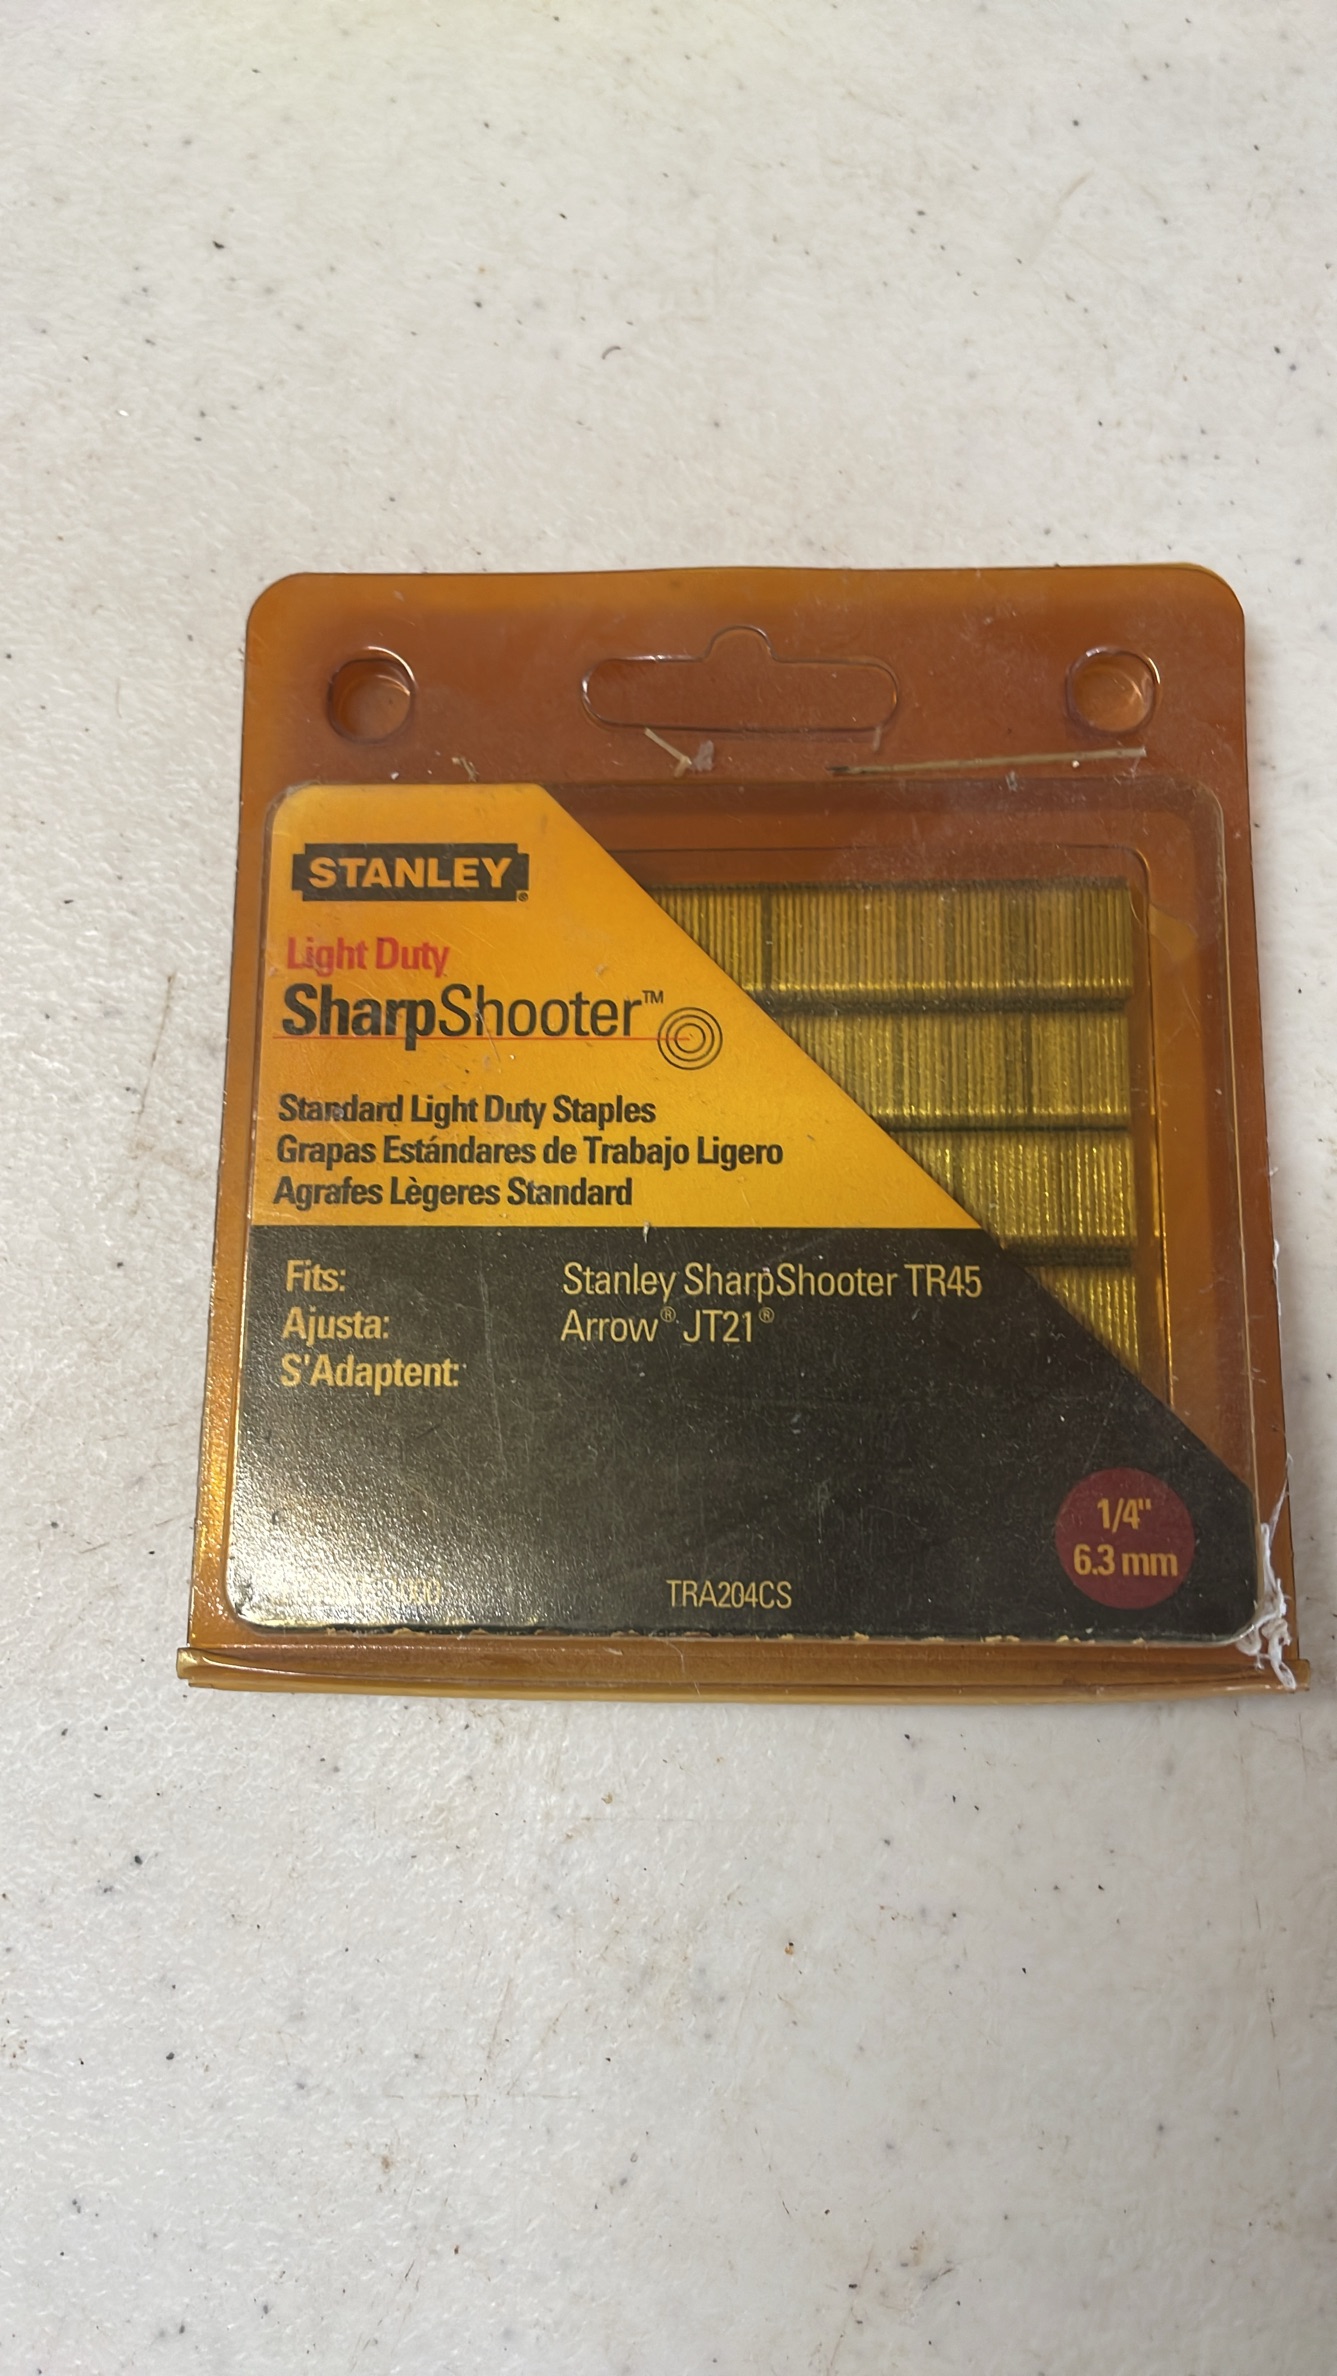 STANLEY®
Light Duty
SharpShooter™
Standard Light Duty Staples
Grapas Estándares de Trabajo Ligero
Agrafes Lègeres Standard
Fits: Stanley SharpShooter TR45
Ajusta: Arrow® JT21®
S'Adaptent:
1/4"
6.3 mm
TRA204CS